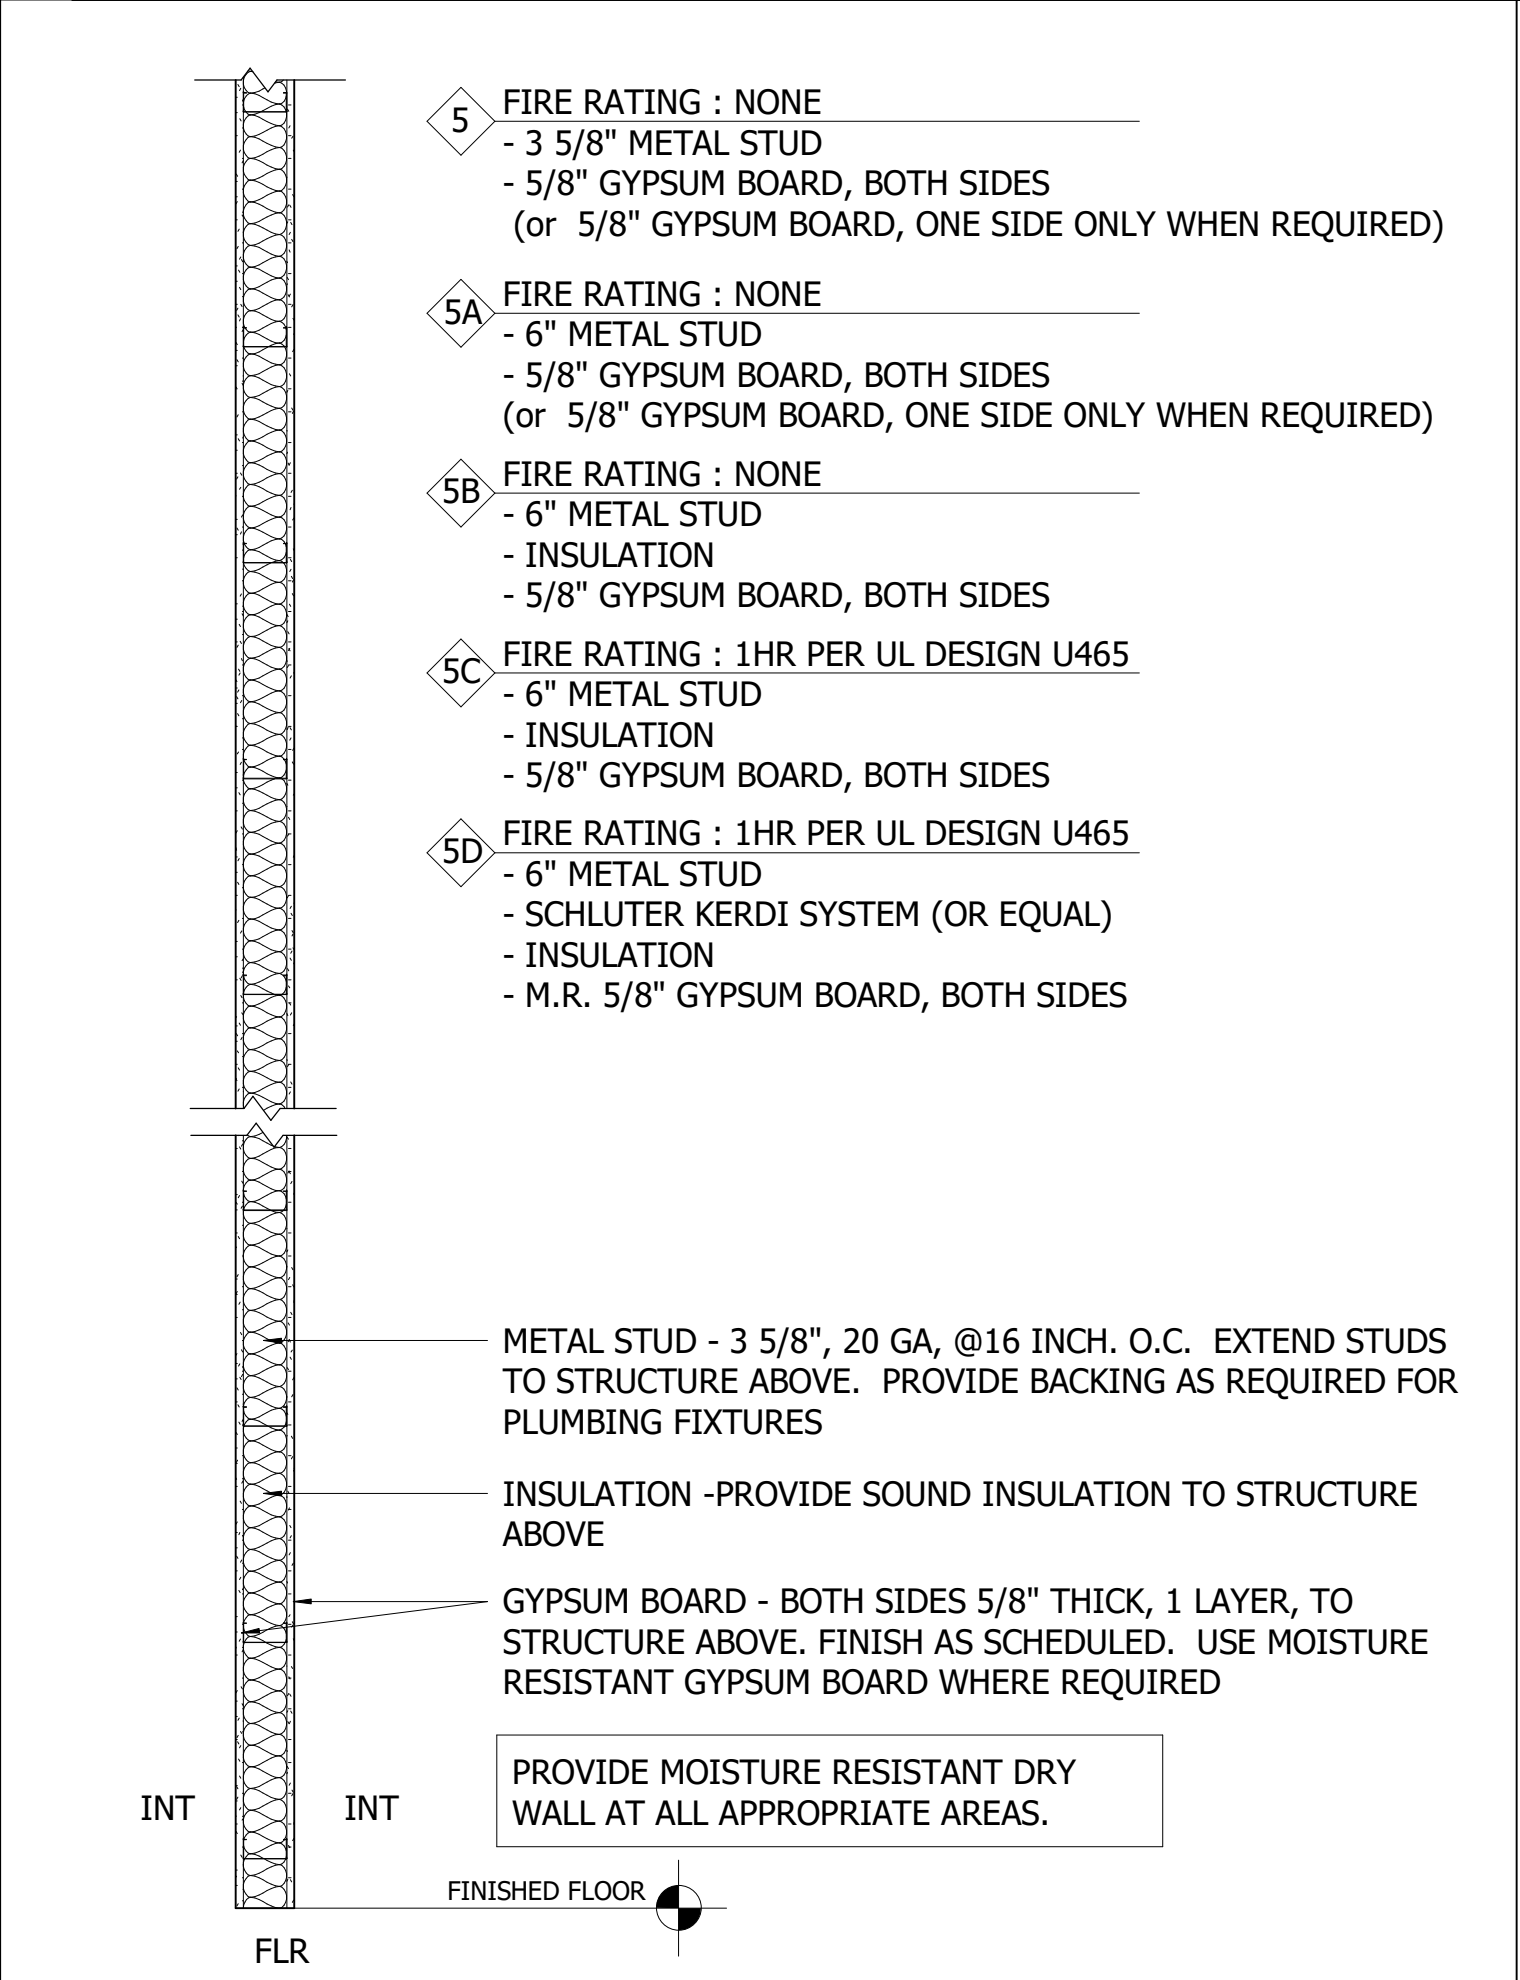 5
FIRE RATING : NONE
- 3 5/8" METAL STUD
- 5/8" GYPSUM BOARD, BOTH SIDES
(or 5/8" GYPSUM BOARD, ONE SIDE ONLY WHEN REQUIRED)
5A
FIRE RATING : NONE
- 6" METAL STUD
- 5/8" GYPSUM BOARD, BOTH SIDES
(or 5/8" GYPSUM BOARD, ONE SIDE ONLY WHEN REQUIRED)
5B
FIRE RATING : NONE
- 6" METAL STUD
- INSULATION
- 5/8" GYPSUM BOARD, BOTH SIDES
5C
FIRE RATING : 1HR PER UL DESIGN U465
- 6" METAL STUD
- INSULATION
- 5/8" GYPSUM BOARD, BOTH SIDES
5D
FIRE RATING : 1HR PER UL DESIGN U465
- 6" METAL STUD
- SCHLUTER KERDI SYSTEM (OR EQUAL)
- INSULATION
- M.R. 5/8" GYPSUM BOARD, BOTH SIDES
METAL STUD - 3 5/8", 20 GA, @16 INCH. O.C. EXTEND STUDS
TO STRUCTURE ABOVE. PROVIDE BACKING AS REQUIRED FOR
PLUMBING FIXTURES
INSULATION -PROVIDE SOUND INSULATION TO STRUCTURE
ABOVE
GYPSUM BOARD - BOTH SIDES 5/8" THICK, 1 LAYER, TO
STRUCTURE ABOVE. FINISH AS SCHEDULED. USE MOISTURE
RESISTANT GYPSUM BOARD WHERE REQUIRED
PROVIDE MOISTURE RESISTANT DRY
WALL AT ALL APPROPRIATE AREAS.
INT
INT
FINISHED FLOOR
FLR